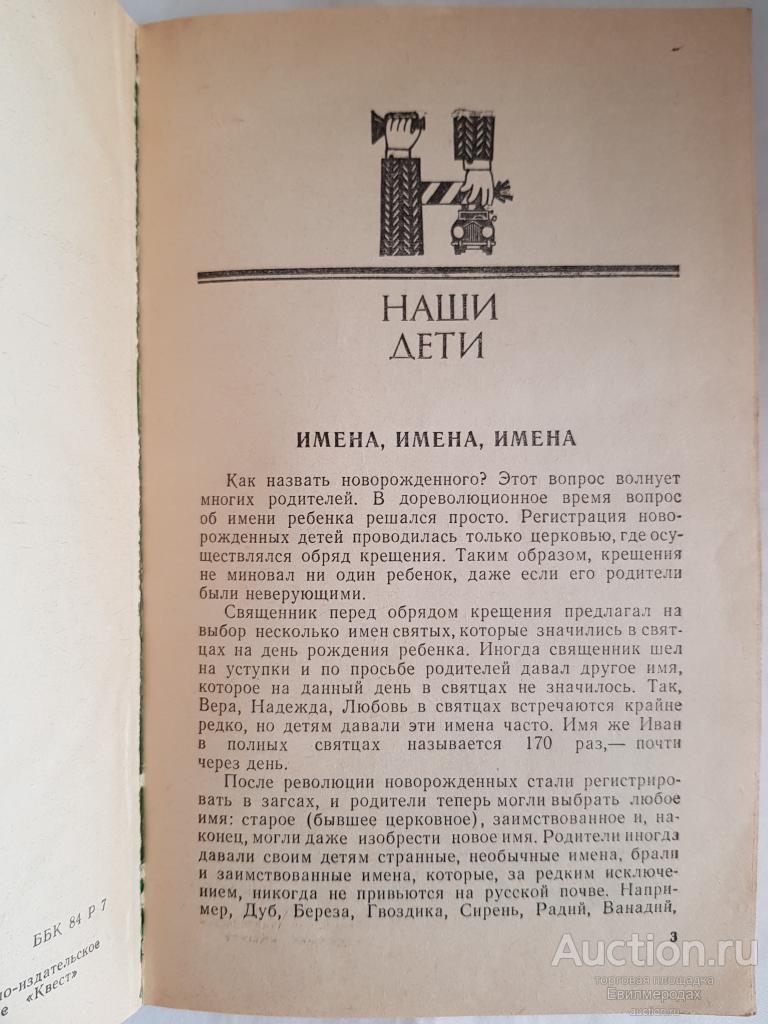 НАШИ
ДЕТИ
ИМЕНА, ИМЕНА, ИМЕНА
Как назвать новорожденного? Этот вопрос волнует
многих родителей. В дореволюционное время вопрос
об имени ребенка решался просто. Регистрация ново-
рожденных детей проводилась только церковью, где осу-
ществлялся обряд крещения. Таким образом, крещения
не миновал ни один ребенок, даже если его родители
были неверующими.
Священник перед обрядом крещения предлагал на
выбор несколько имен святых, которые значились в свят-
цах на день рождения ребенка. Иногда священник шел
на уступки и по просьбе родителей давал другое имя,
которое на данный день в святцах не значилось. Так,
Вера, Надежда, Любовь в святцах встречаются крайне
редко, но детям давали эти имена часто. Имя же Иван
в полных святцах называется 170 раз,— почти
через день.
После революции новорожденных стали регистриро-
вать в загсах, и родители теперь могли выбрать любое
имя: старое (бывшее церковное), заимствованное и, на-
конец, могли даже изобрести новое имя. Родители иногда
давали своим детям странные, необычные имена, брали
и заимствованные имена, которые, за редким исключе-
нием, никогда не привьются на русской почве. Напри-
мер, Дуб, Береза, Гвоздика, Сирень, Радий, Ванадий,
3
ББК 84 Р 7
но-издательское
е «Квест»
Auction.ru
торговая площадка
Евилмеродах
auction.ru